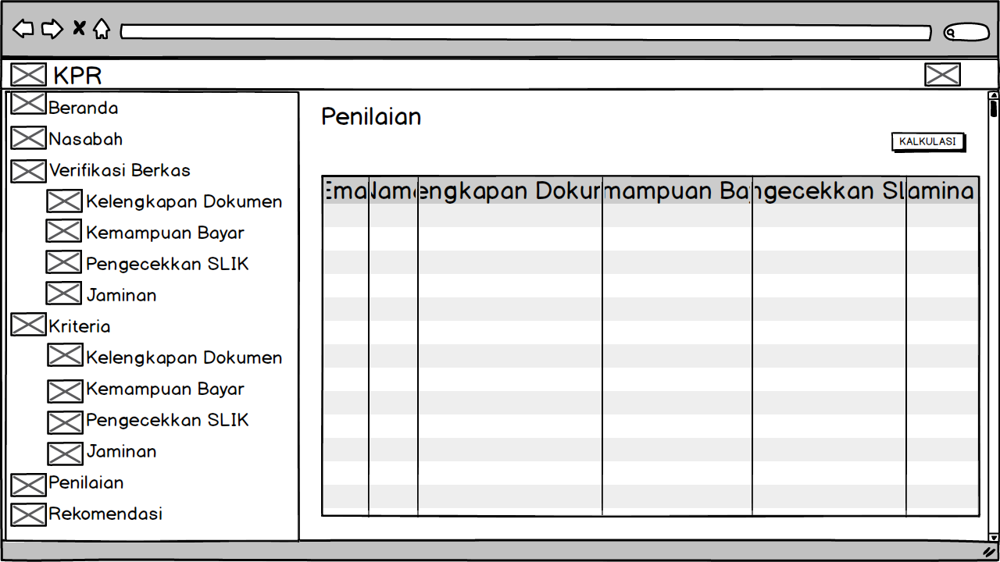 KPR
Beranda
Nasabah
Verifikasi Berkas
Kelengkapan Dokumen
Kemampuan Bayar
Pengecekkan SLIK
Jaminan
Kriteria
Kelengkapan Dokumen
Kemampuan Bayar
Pengecekkan SLIK
Jaminan
Penilaian
Rekomendasi
Penilaian
KALKULASI
Ema Nama engkapan Dokur mampuan Ba ngecekkan SL amina